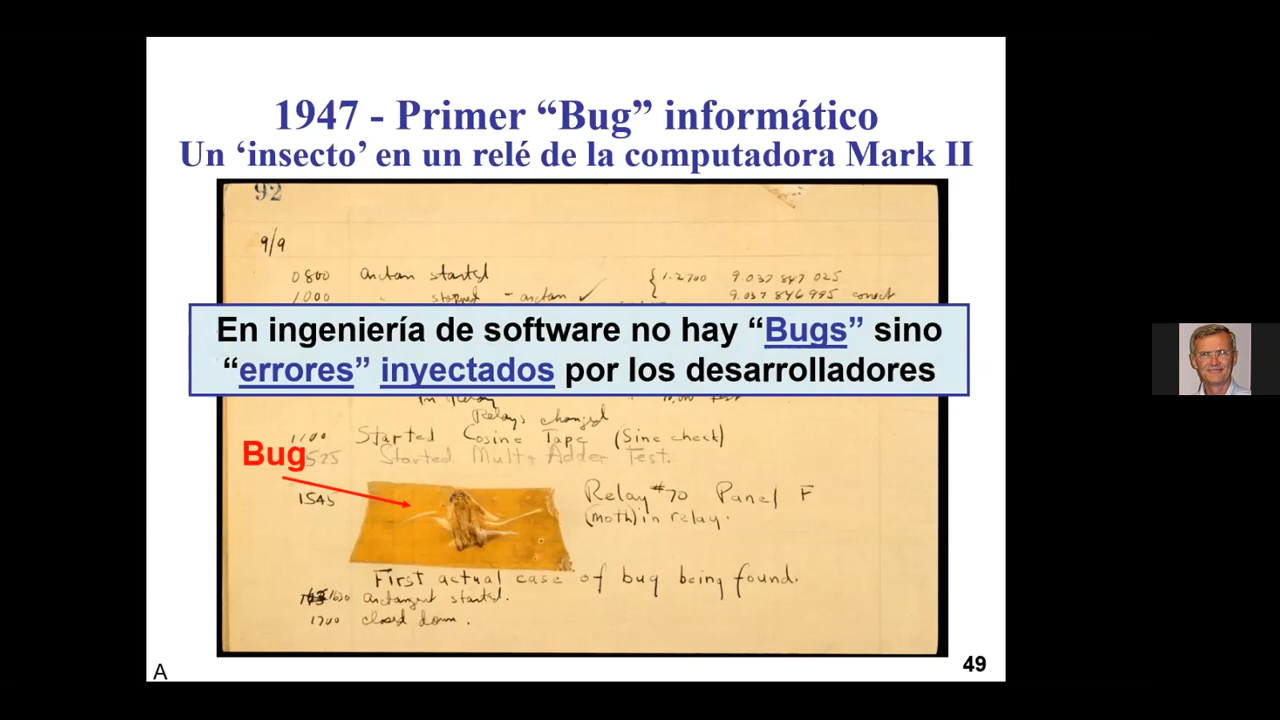 1947 - Primer “Bug” informático
Un ‘insecto’ en un relé de la computadora Mark II
92
9/9
0800 arctan started {1.2700 9.037 847 025
1000 " stopped - arctan ✓ 9.037 846 995 conect
En ingeniería de software no hay “Bugs” sino
“errores” inyectados por los desarrolladores
in relay
Relays changed
1100 Started Cosine Tape (Sine check)
1525 Started Mult + Adder Test.
Bug
1545 Relay #70 Panel F
(moth) in relay.
First actual case of bug being found.
1630 arctangent started.
1700 closed down.
49
A